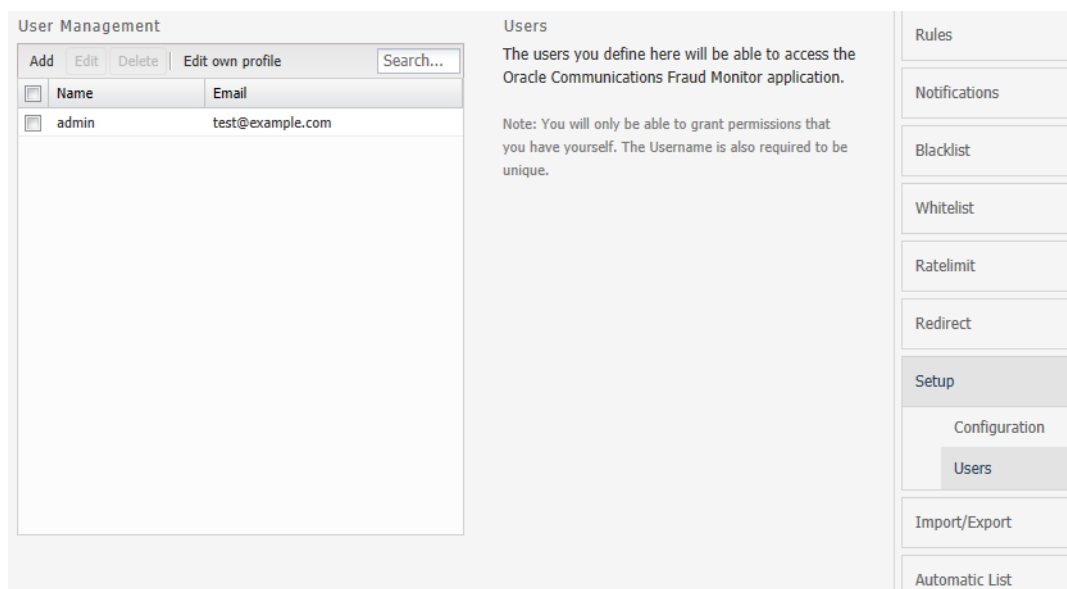 User Management
Add Edit Delete Edit own profile Search...
Name Email
admin test@example.com
Users
The users you define here will be able to access the
Oracle Communications Fraud Monitor application.
Note: You will only be able to grant permissions that
you have yourself. The Username is also required to be
unique.
Rules
Notifications
Blacklist
Whitelist
Ratelimit
Redirect
Setup
Configuration
Users
Import/Export
Automatic List